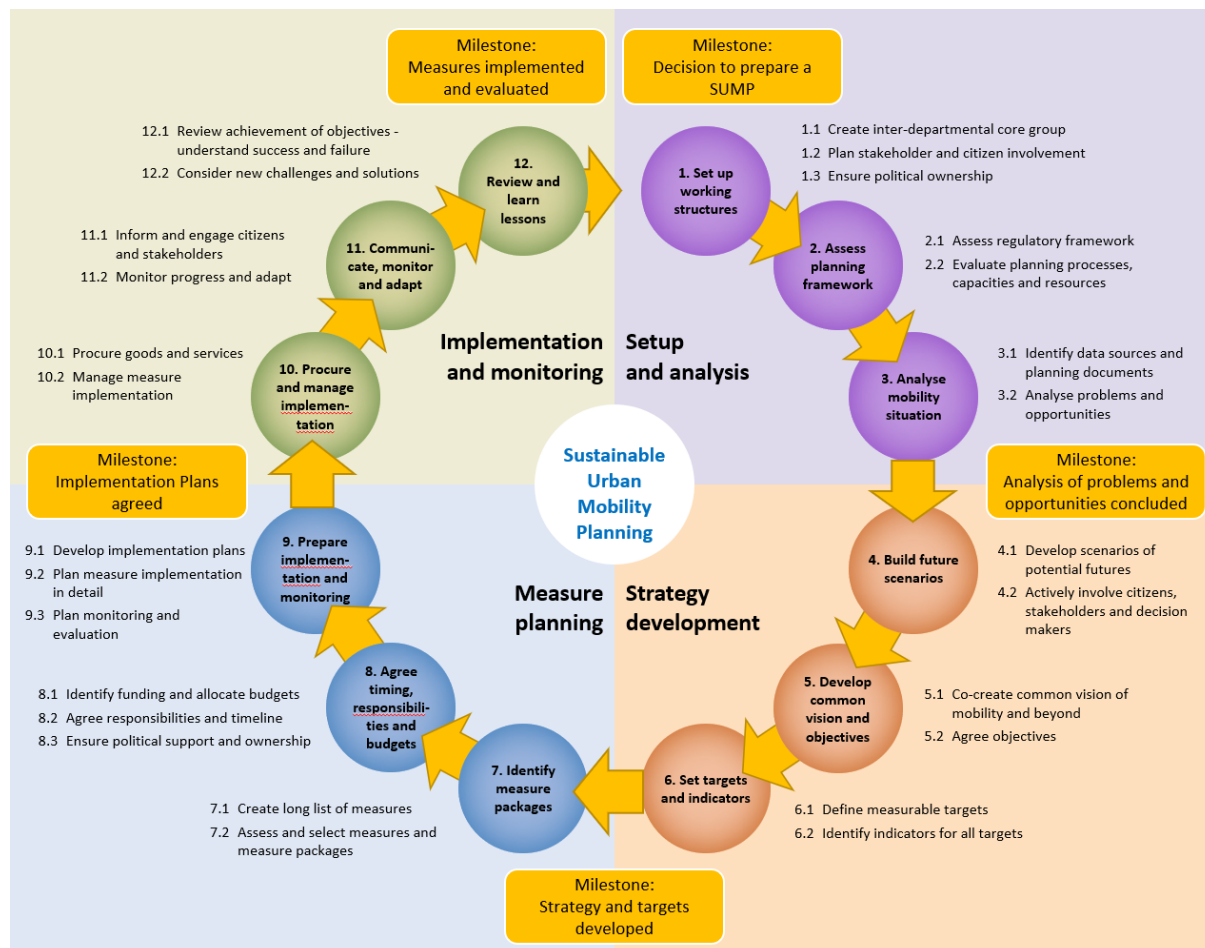 Milestone:
Measures implemented
and evaluated
Milestone:
Decision to prepare a
SUMP
12.1 Review achievement of objectives -
understand success and failure
12.2 Consider new challenges and solutions
12.
Review and
learn
lessons
1. Set up
working
structures
1.1 Create inter-departmental core group
1.2 Plan stakeholder and citizen involvement
1.3 Ensure political ownership
11.1 Inform and engage citizens
and stakeholders
11.2 Monitor progress and adapt
11. Communi-
cate, monitor
and adapt
2. Assess
planning
framework
2.1 Assess regulatory framework
2.2 Evaluate planning processes,
capacities and resources
10.1 Procure goods and services
10.2 Manage measure
implementation
10. Procure
and manage
implemen-
tation
Implementation
and monitoring
Setup
and analysis
3. Analyse
mobility
situation
3.1 Identify data sources and
planning documents
3.2 Analyse problems and
opportunities
Milestone:
Implementation Plans
agreed
Sustainable
Urban
Mobility
Planning
Milestone:
Analysis of problems and
opportunities concluded
9.1 Develop implementation plans
9.2 Plan measure implementation
in detail
9.3 Plan monitoring and
evaluation
9. Prepare
implemen-
tation and
monitoring
Measure
planning
Strategy
development
4. Build future
scenarios
4.1 Develop scenarios of
potential futures
4.2 Actively involve citizens,
stakeholders and decision
makers
8.1 Identify funding and allocate budgets
8.2 Agree responsibilities and timeline
8.3 Ensure political support and ownership
8. Agree
timing,
responsibili-
ties and
budgets
5. Develop
common
vision and
objectives
5.1 Co-create common vision of
mobility and beyond
5.2 Agree objectives
7.1 Create long list of measures
7.2 Assess and select measures and
measure packages
7. Identify
measure
packages
6. Set targets
and indicators
6.1 Define measurable targets
6.2 Identify indicators for all targets
Milestone:
Strategy and targets
developed